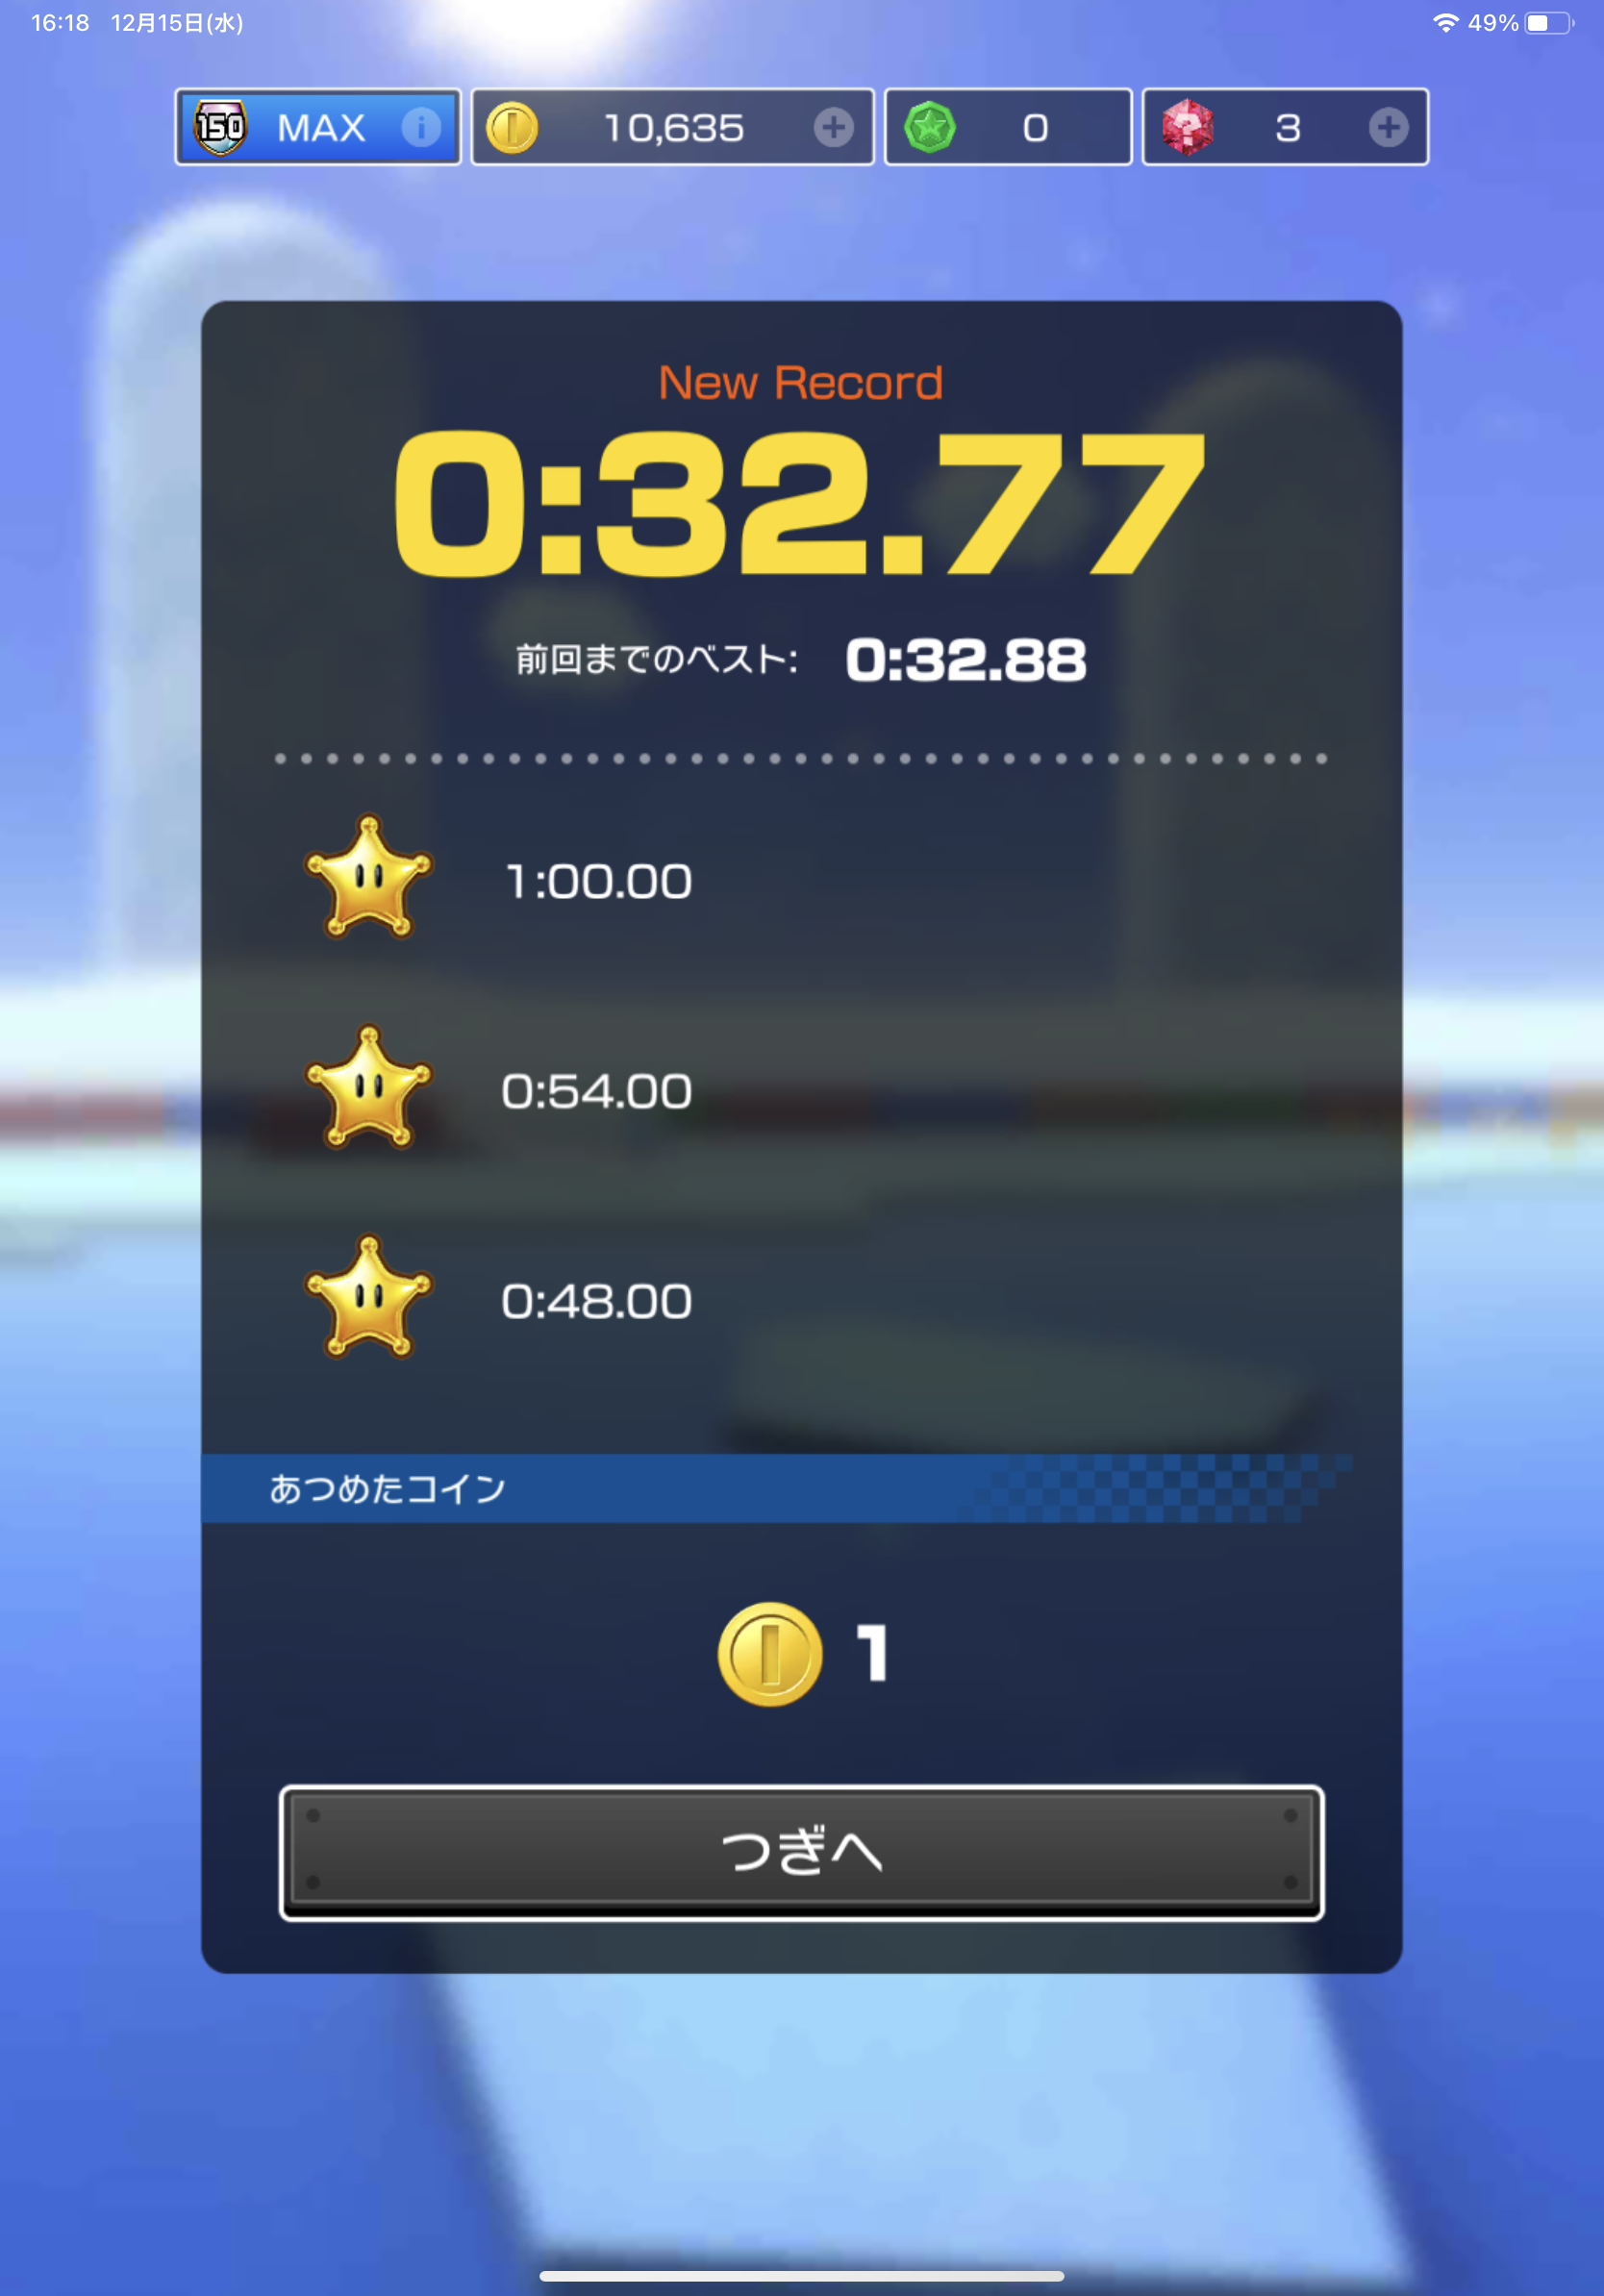 16:18 12月15日(水) 49%
150 MAX i 10,635 + 0 ? 3 +
New Record
0:32.77
前回までのベスト: 0:32.88
1:00.00
0:54.00
0:48.00
あつめたコイン
1
つぎへ